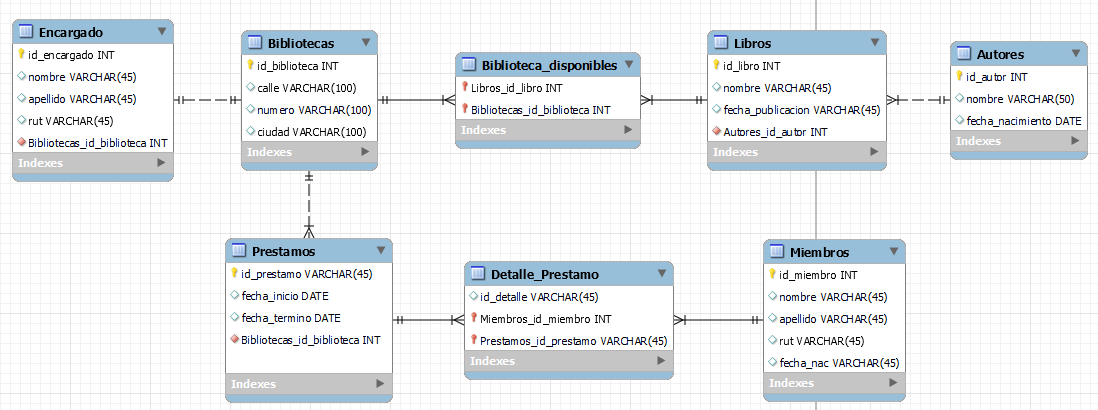 Encargado
id_encargado INT
nombre VARCHAR(45)
apellido VARCHAR(45)
rut VARCHAR(45)
Bibliotecas_id_biblioteca INT
Indexes
Bibliotecas
id_biblioteca INT
calle VARCHAR(100)
numero VARCHAR(100)
ciudad VARCHAR(100)
Indexes
Biblioteca_disponibles
Libros_id_libro INT
Bibliotecas_id_biblioteca INT
Indexes
Libros
id_libro INT
nombre VARCHAR(45)
fecha_publicacion VARCHAR(45)
Autores_id_autor INT
Indexes
Autores
id_autor INT
nombre VARCHAR(50)
fecha_nacimiento DATE
Indexes
Prestamos
id_prestamo VARCHAR(45)
fecha_inicio DATE
fecha_termino DATE
Bibliotecas_id_biblioteca INT
Indexes
Detalle_Prestamo
id_detalle VARCHAR(45)
Miembros_id_miembro INT
Prestamos_id_prestamo VARCHAR(45)
Indexes
Miembros
id_miembro INT
nombre VARCHAR(45)
apellido VARCHAR(45)
rut VARCHAR(45)
fecha_nac VARCHAR(45)
Indexes